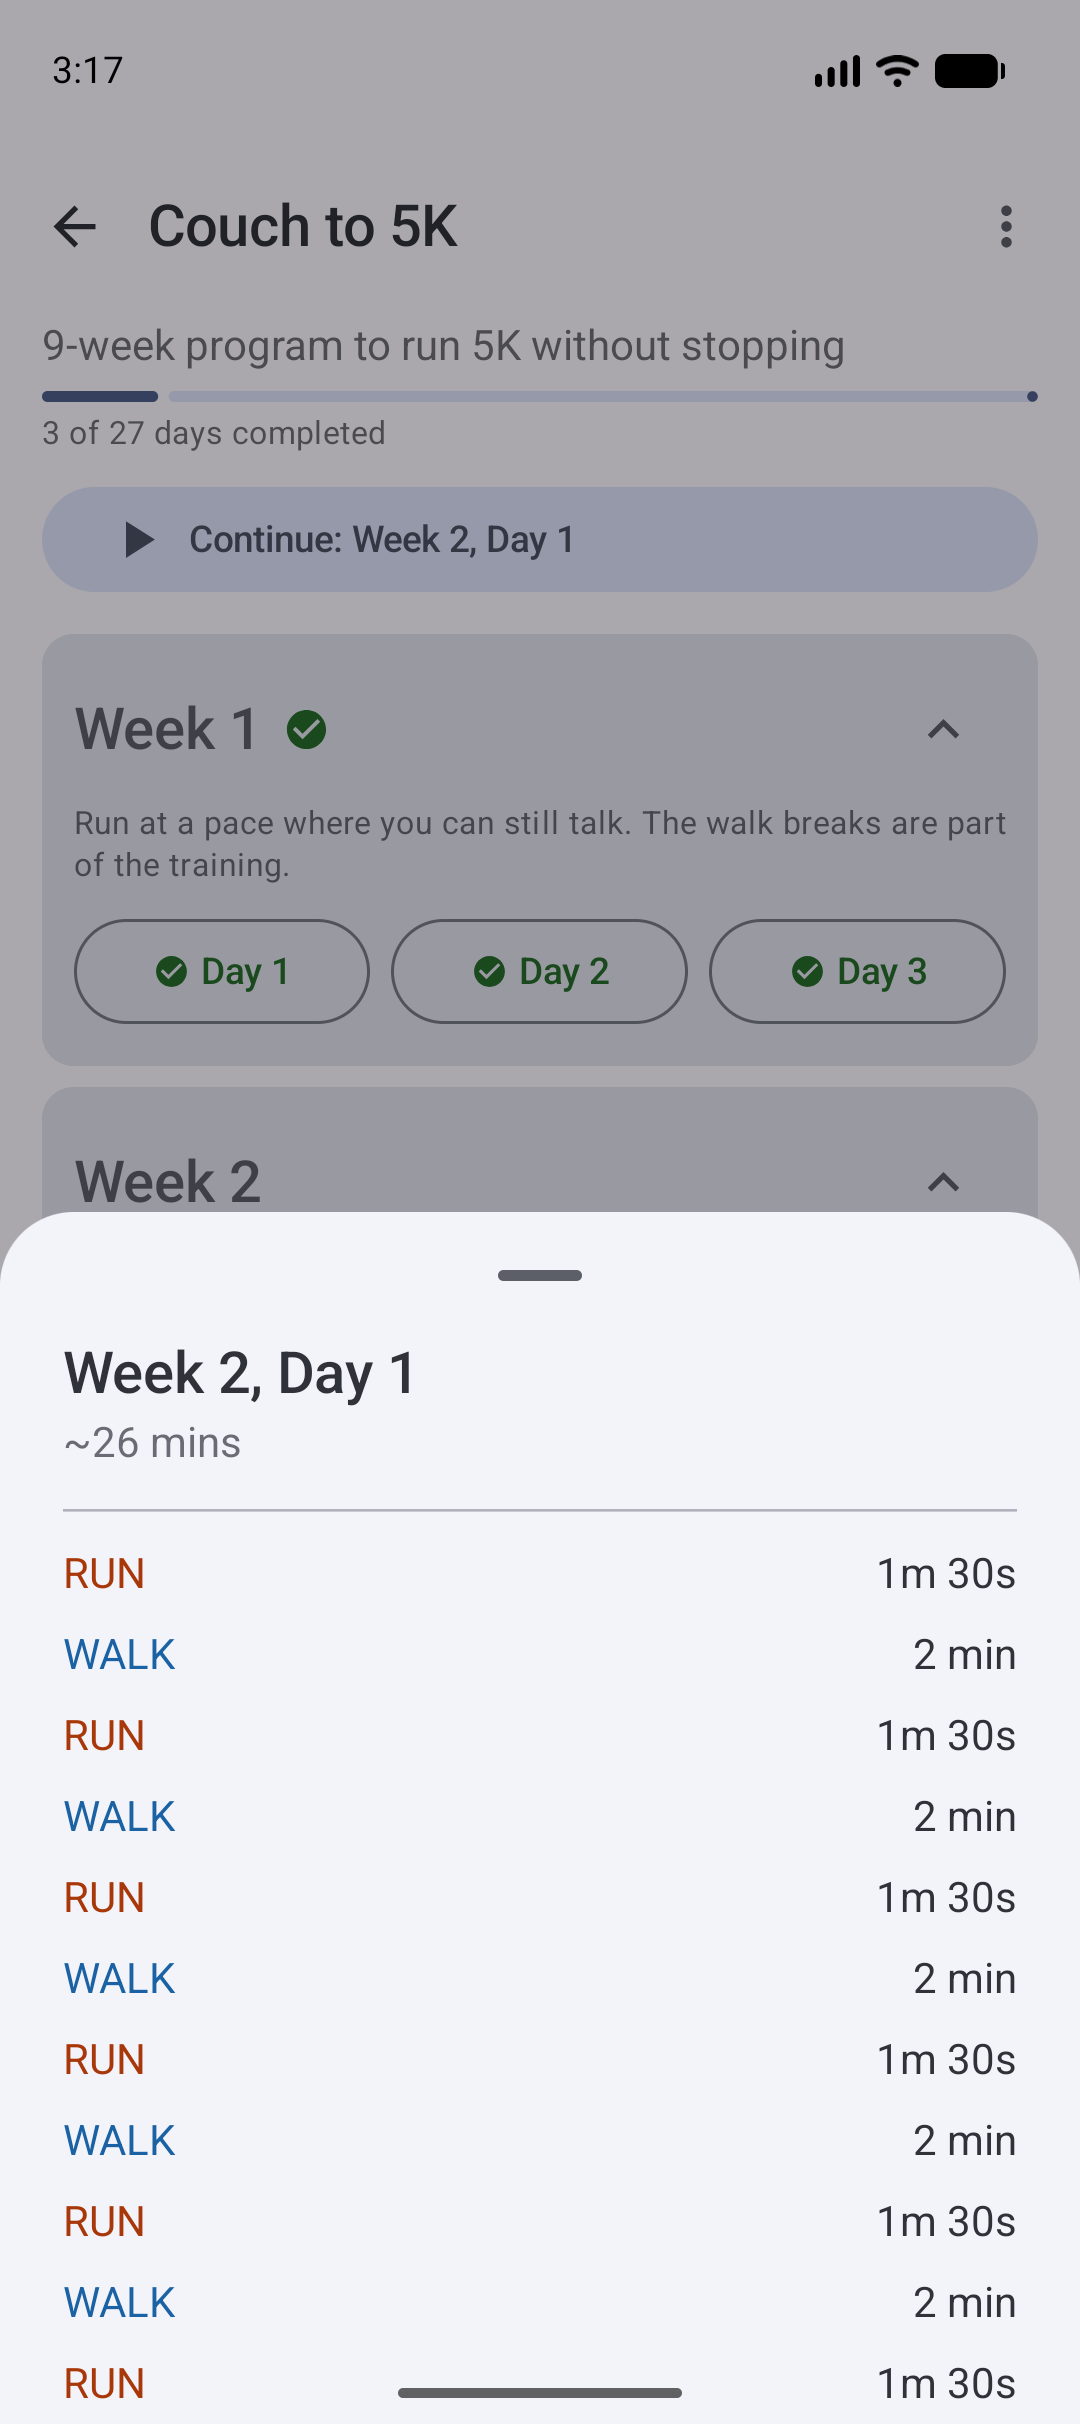 3:17
Couch to 5K
9-week program to run 5K without stopping
3 of 27 days completed
Continue: Week 2, Day 1
Week 1
Run at a pace where you can still talk. The walk breaks are part
of the training.
Day 1 Day 2 Day 3
Week 2
Week 2, Day 1
~26 mins
RUN 1m 30s
WALK 2 min
RUN 1m 30s
WALK 2 min
RUN 1m 30s
WALK 2 min
RUN 1m 30s
WALK 2 min
RUN 1m 30s
WALK 2 min
RUN 1m 30s